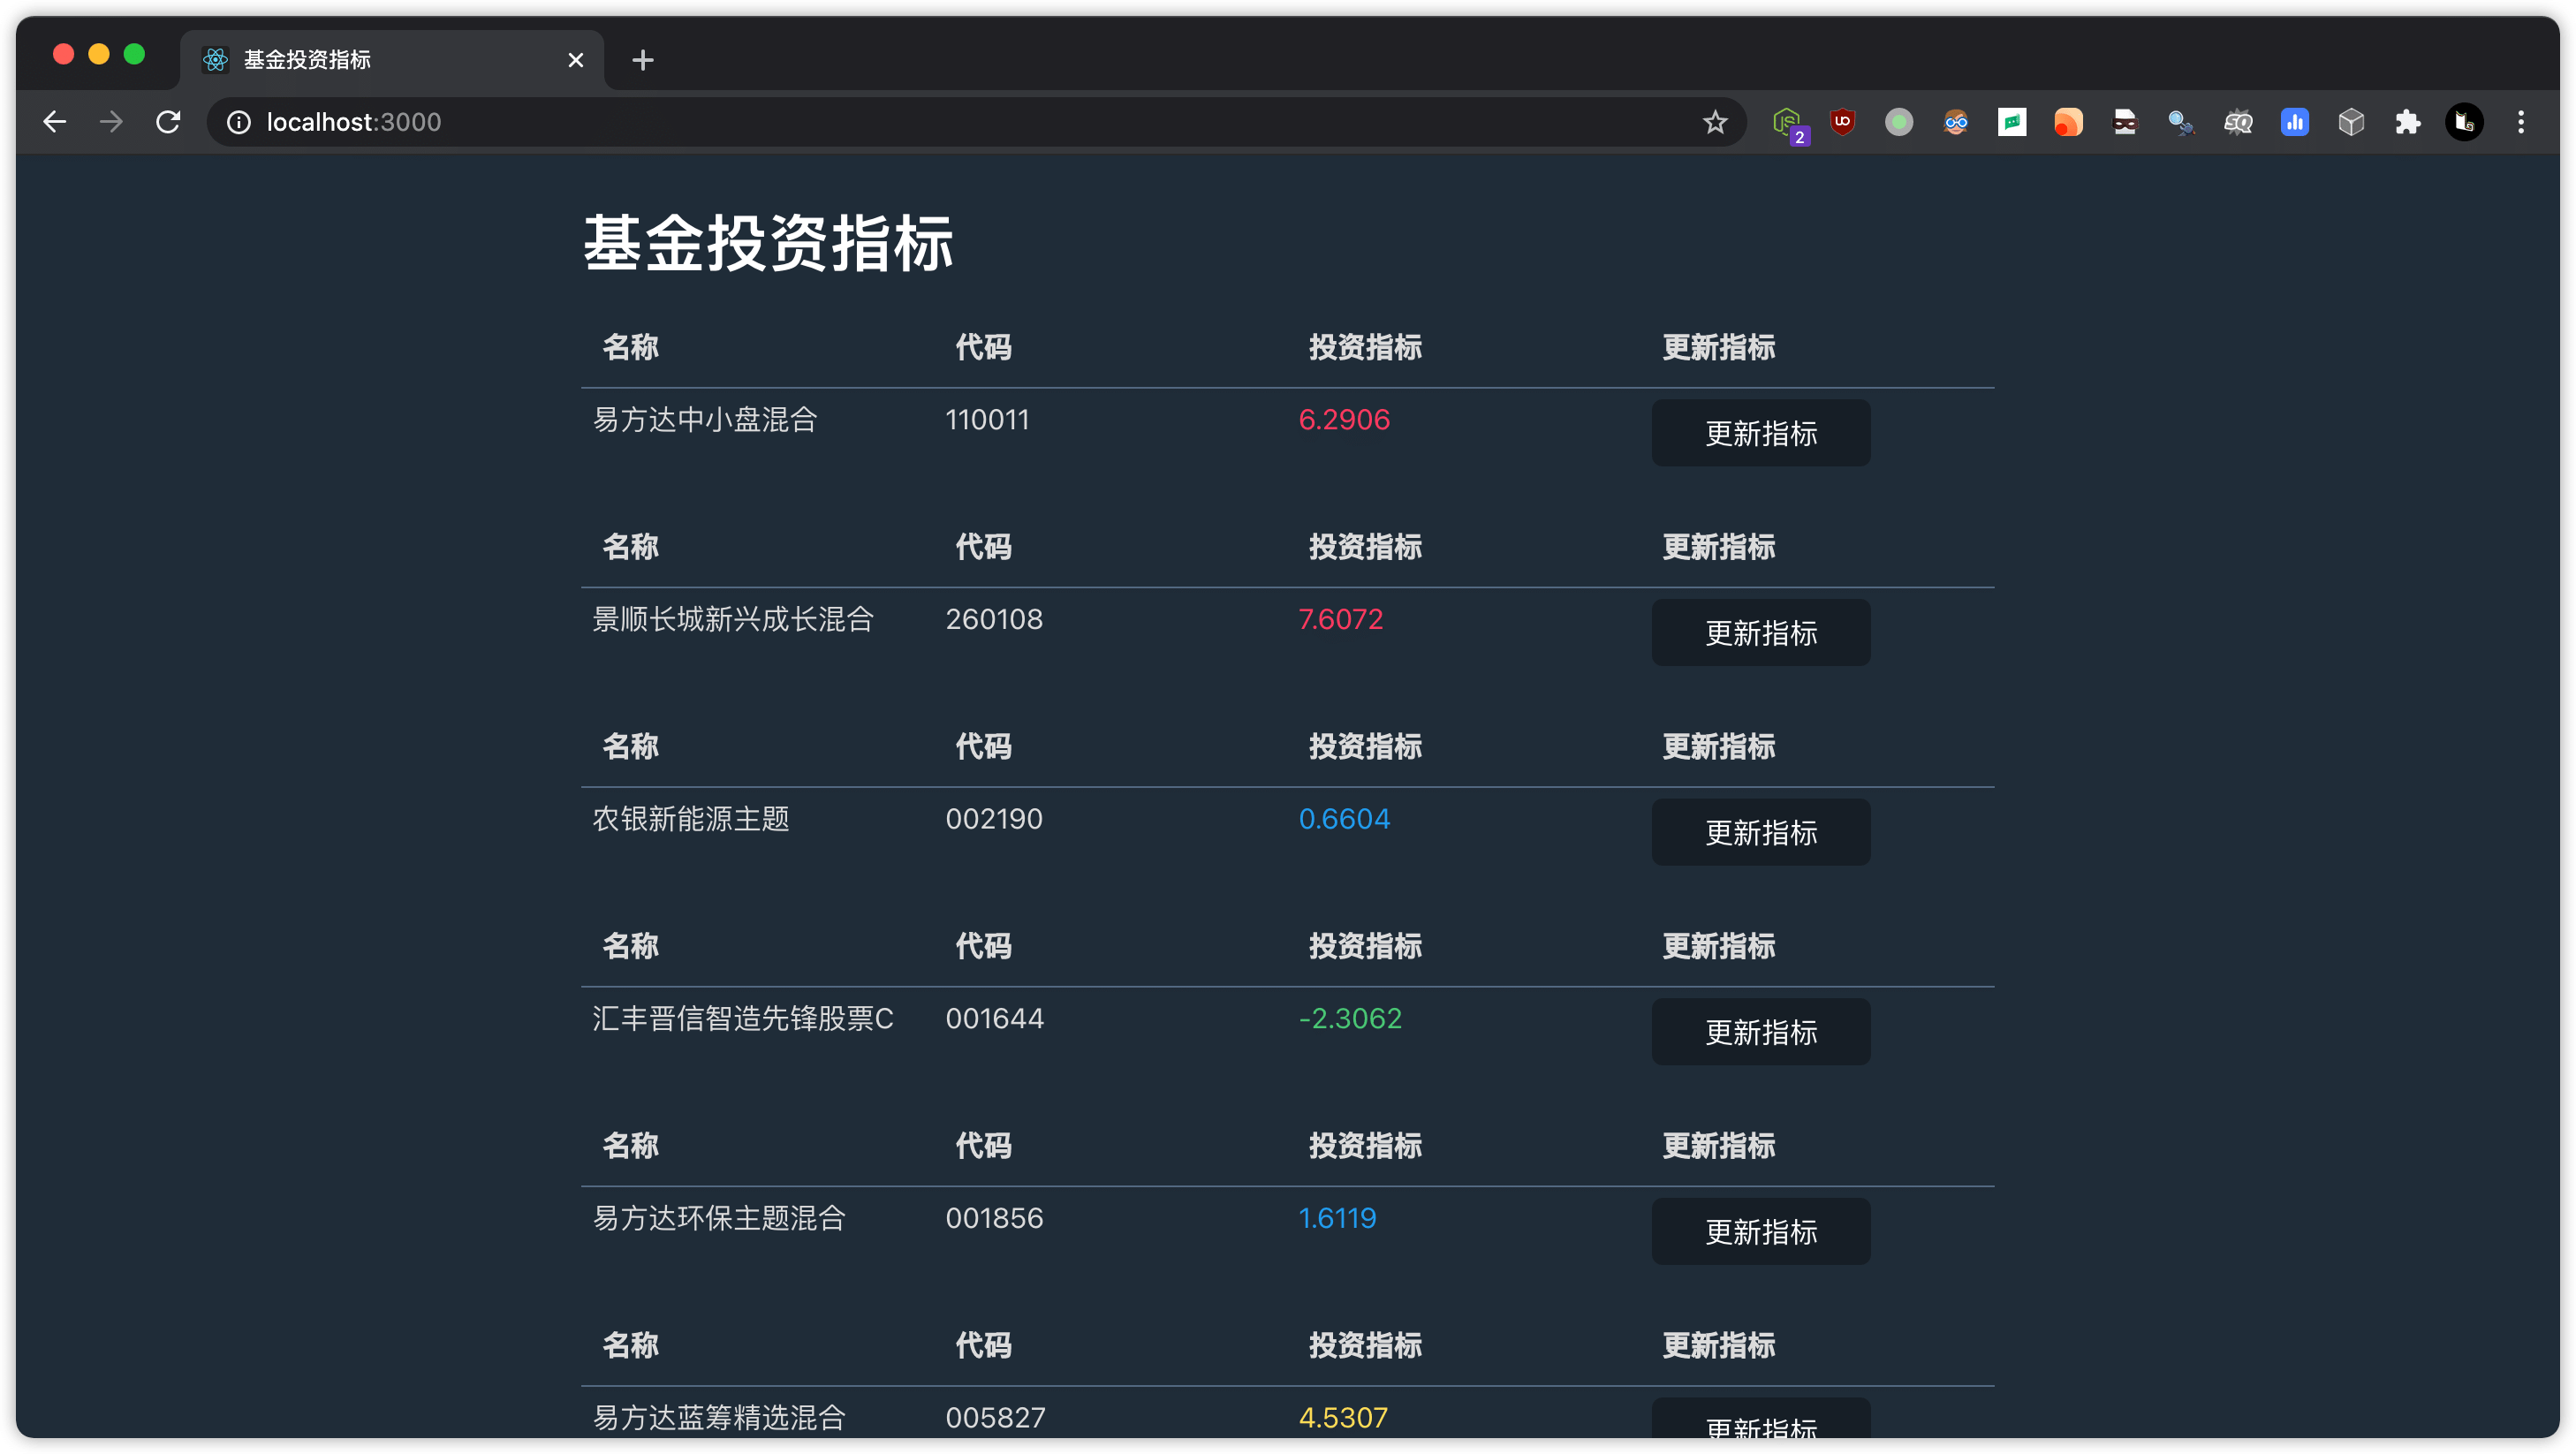 基金投资指标
localhost:3000
2
基金投资指标
名称 代码 投资指标 更新指标
易方达中小盘混合 110011 6.2906 更新指标
名称 代码 投资指标 更新指标
景顺长城新兴成长混合 260108 7.6072 更新指标
名称 代码 投资指标 更新指标
农银新能源主题 002190 0.6604 更新指标
名称 代码 投资指标 更新指标
汇丰晋信智造先锋股票C 001644 -2.3062 更新指标
名称 代码 投资指标 更新指标
易方达环保主题混合 001856 1.6119 更新指标
名称 代码 投资指标 更新指标
易方达蓝筹精选混合 005827 4.5307 更新指标